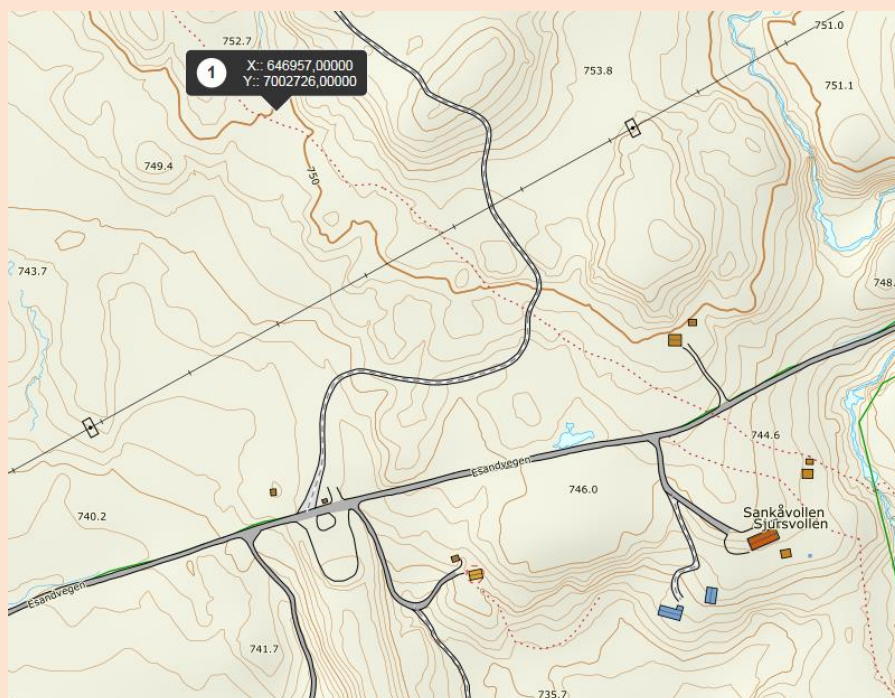 751.0
752.7
1
X:: 646957,00000
Y:: 7002726,00000
753.8
751.1
749.4
750
743.7
748.
744.6
Esandvegen
746.0
Sankåvollen
Sjursvollen
740.2
Esandvegen
741.7
735.7